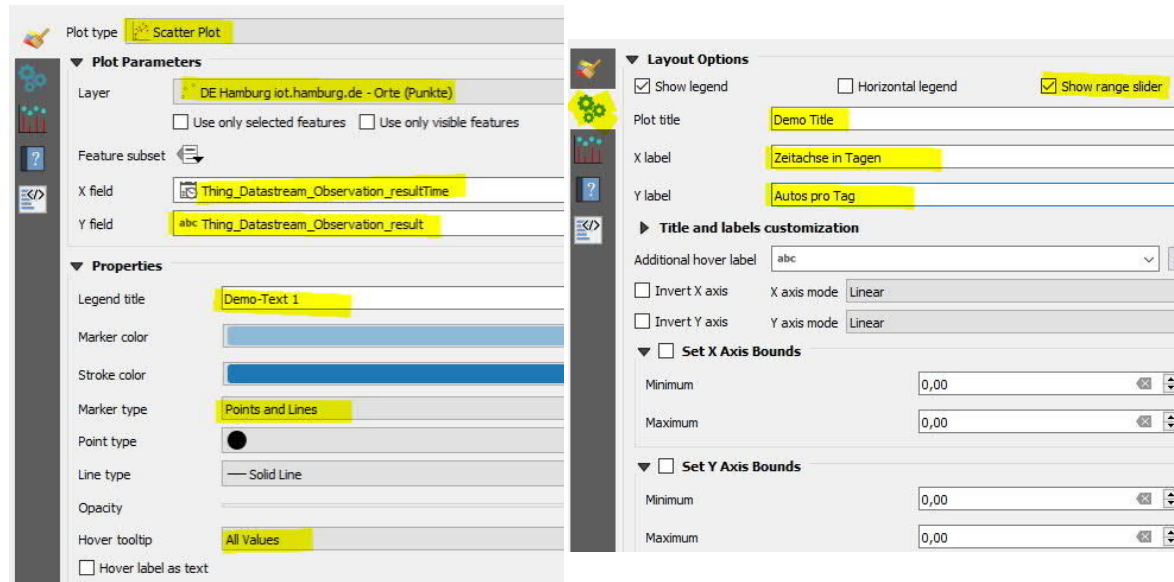 Plot type Scatter Plot
Plot Parameters
Layer DE Hamburg iot.hamburg.de - Orte (Punkte)
Use only selected features Use only visible features
Feature subset
X field Thing_Datastream_Observation_resultTime
Y field abc Thing_Datastream_Observation_result
Properties
Legend title Demo-Text 1
Marker color
Stroke color
Marker type Points and Lines
Point type
Line type Solid Line
Opacity
Hover tooltip All Values
Hover label as text
Layout Options
Show legend Horizontal legend Show range slider
Plot title Demo Title
X label Zeitachse in Tagen
Y label Autos pro Tag
Title and labels customization
Additional hover label abc
Invert X axis X axis mode Linear
Invert Y axis Y axis mode Linear
Set X Axis Bounds
Minimum 0,00
Maximum 0,00
Set Y Axis Bounds
Minimum 0,00
Maximum 0,00